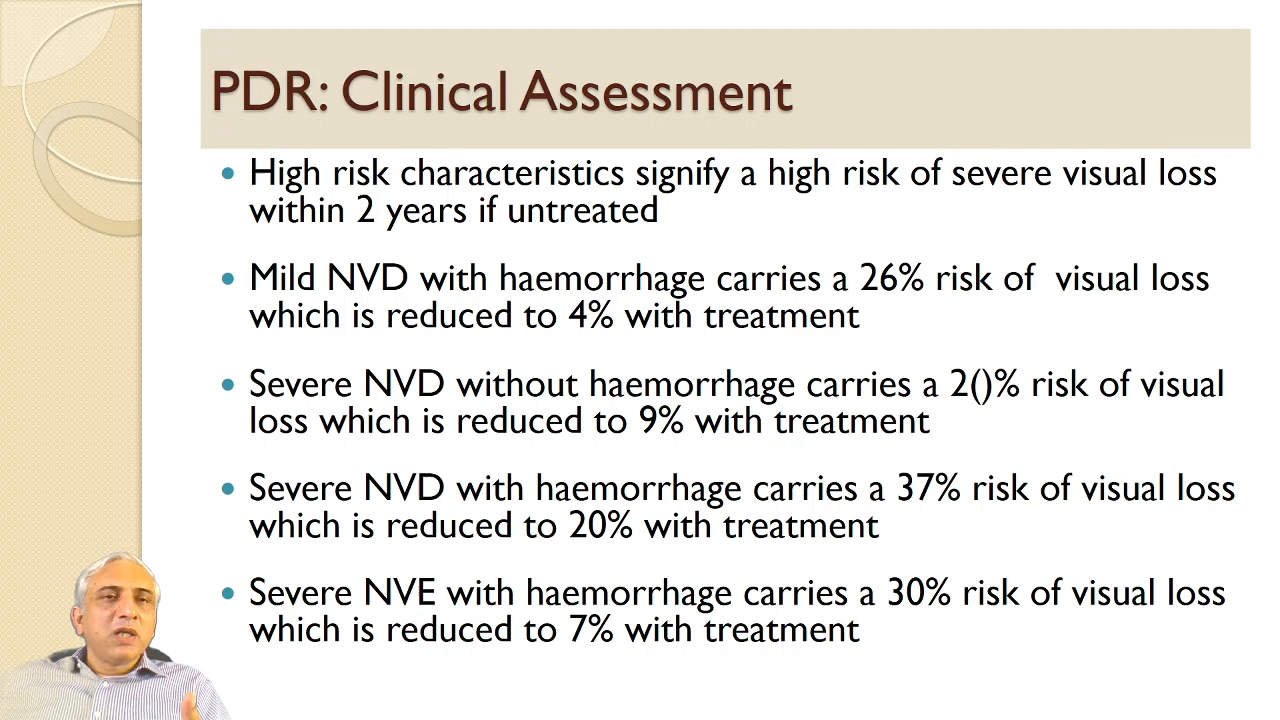 PDR: Clinical Assessment
• High risk characteristics signify a high risk of severe visual loss
within 2 years if untreated
• Mild NVD with haemorrhage carries a 26% risk of  visual loss
which is reduced to 4% with treatment
• Severe NVD without haemorrhage carries a 2()% risk of visual
loss which is reduced to 9% with treatment
• Severe NVD with haemorrhage carries a 37% risk of visual loss
which is reduced to 20% with treatment
• Severe NVE with haemorrhage carries a 30% risk of visual loss
which is reduced to 7% with treatment